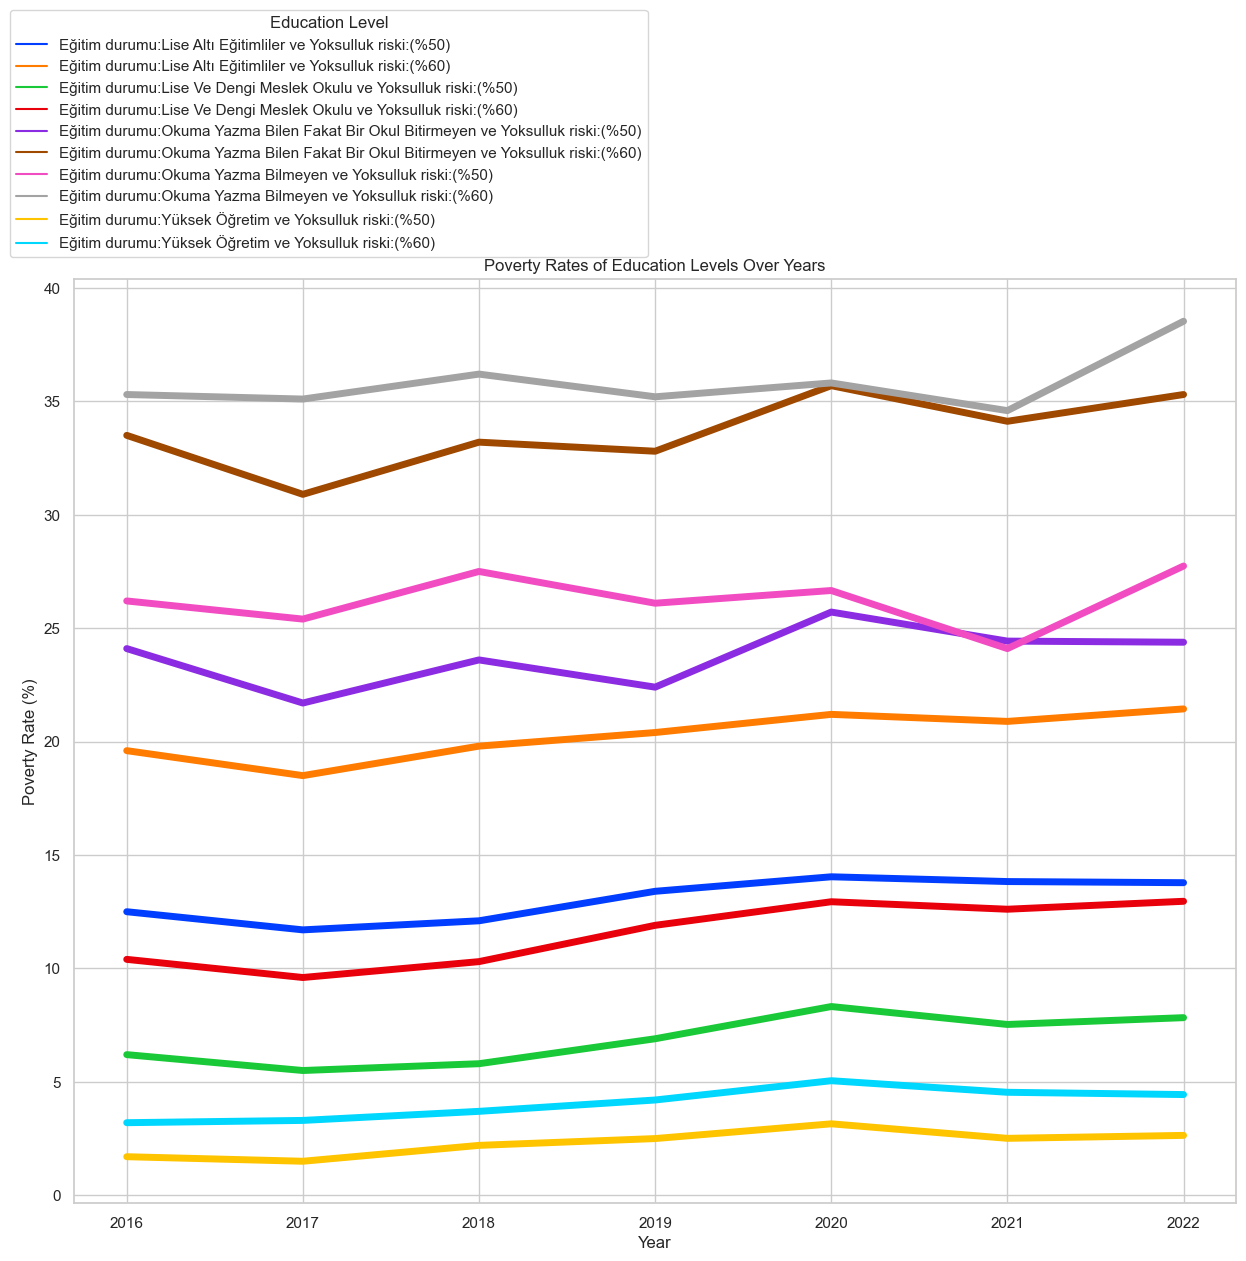 Education Level
Eğitim durumu:Lise Altı Eğitimliler ve Yoksulluk riski:(%50)
Eğitim durumu:Lise Altı Eğitimliler ve Yoksulluk riski:(%60)
Eğitim durumu:Lise Ve Dengi Meslek Okulu ve Yoksulluk riski:(%50)
Eğitim durumu:Lise Ve Dengi Meslek Okulu ve Yoksulluk riski:(%60)
Eğitim durumu:Okuma Yazma Bilen Fakat Bir Okul Bitirmeyen ve Yoksulluk riski:(%50)
Eğitim durumu:Okuma Yazma Bilen Fakat Bir Okul Bitirmeyen ve Yoksulluk riski:(%60)
Eğitim durumu:Okuma Yazma Bilmeyen ve Yoksulluk riski:(%50)
Eğitim durumu:Okuma Yazma Bilmeyen ve Yoksulluk riski:(%60)
Eğitim durumu:Yüksek Öğretim ve Yoksulluk riski:(%50)
Eğitim durumu:Yüksek Öğretim ve Yoksulluk riski:(%60)
Poverty Rates of Education Levels Over Years
40
35
30
25
20
15
10
5
0
Poverty Rate (%)
2016 2017 2018 2019 2020 2021 2022
Year